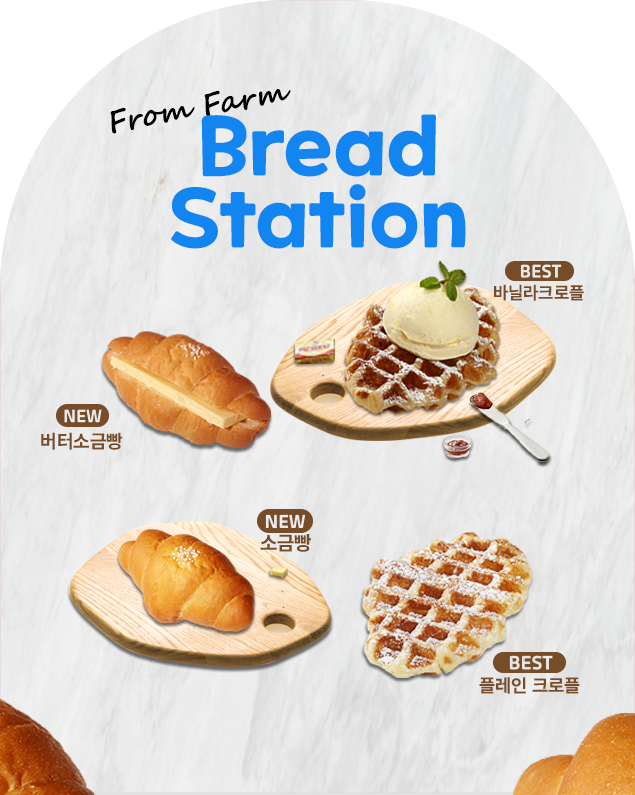 From Farm
Bread
Station
BEST
바닐라크로플
NEW
버터소금빵
NEW
소금빵
BEST
플레인 크로플